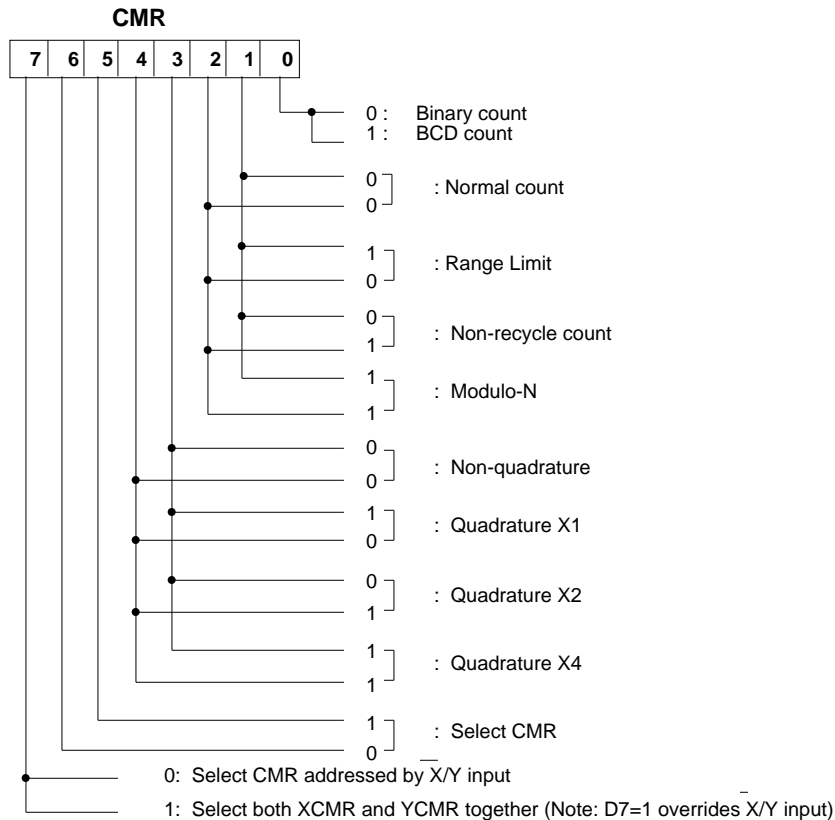 CMR
7 6 5 4 3 2 1 0
0 : Binary count
1 : BCD count
0
0
: Normal count
1
0
: Range Limit
0
1
: Non-recycle count
1
1
: Modulo-N
0
0
: Non-quadrature
1
0
: Quadrature X1
0
1
: Quadrature X2
1
1
: Quadrature X4
1
0
: Select CMR
0: Select CMR addressed by X̅/Y input
1: Select both XCMR and YCMR together (Note: D7=1 overrides X̅/Y input)